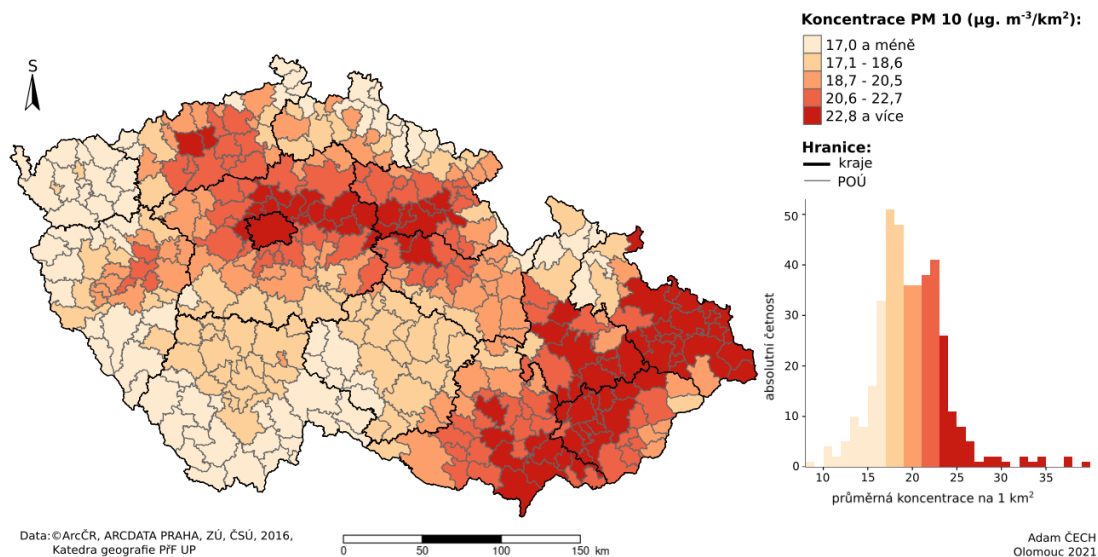 Koncentrace PM 10 (µg. m⁻³/km²):
17,0 a méně
17,1 - 18,6
18,7 - 20,5
20,6 - 22,7
22,8 a více
Hranice:
kraje
POÚ
S
absolutní četnost
50
40
30
20
10
0
10 15 20 25 30 35
průměrná koncentrace na 1 km²
Data:©ArcČR, ARCDATA PRAHA, ZÚ, ČSÚ, 2016,
Katedra geografie PřF UP
0 50 100 150 km
Adam ČECH
Olomouc 2021